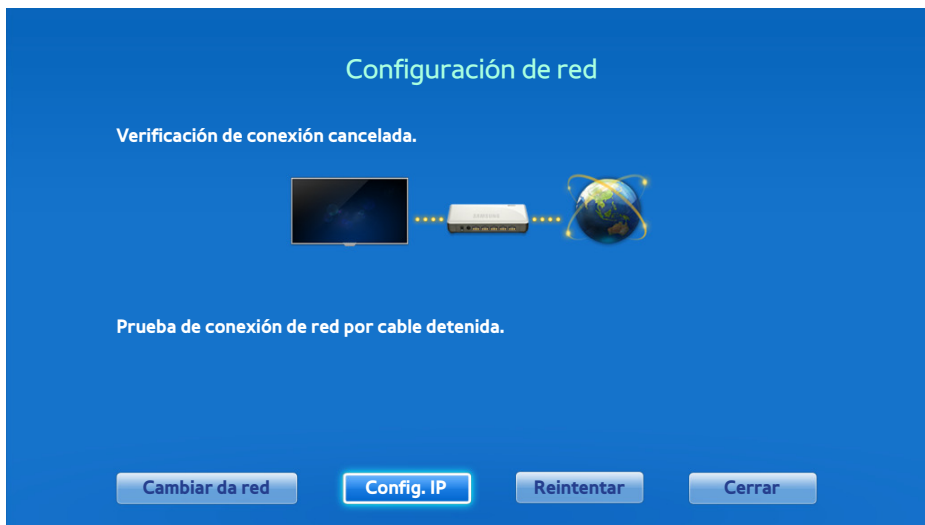 Configuración de red
Verificación de conexión cancelada.
Prueba de conexión de red por cable detenida.
Cambiar da red
Config. IP
Reintentar
Cerrar